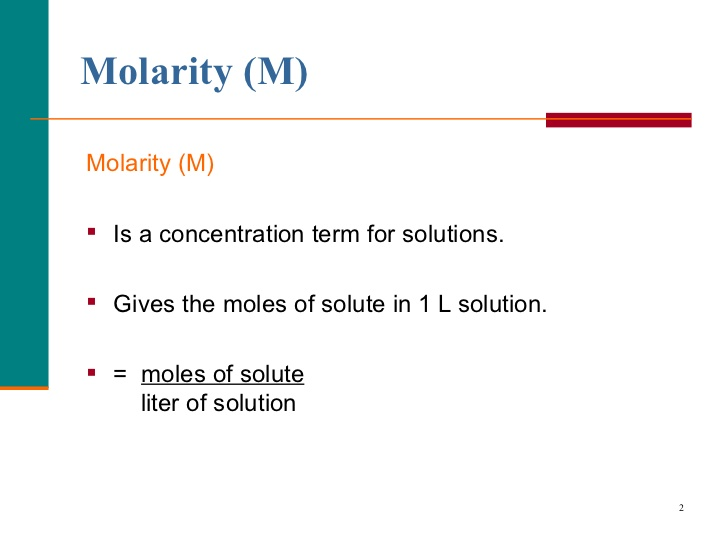 Molarity (M)
Molarity (M)
▪ Is a concentration term for solutions.
▪ Gives the moles of solute in 1 L solution.
▪ = moles of solute
liter of solution
2